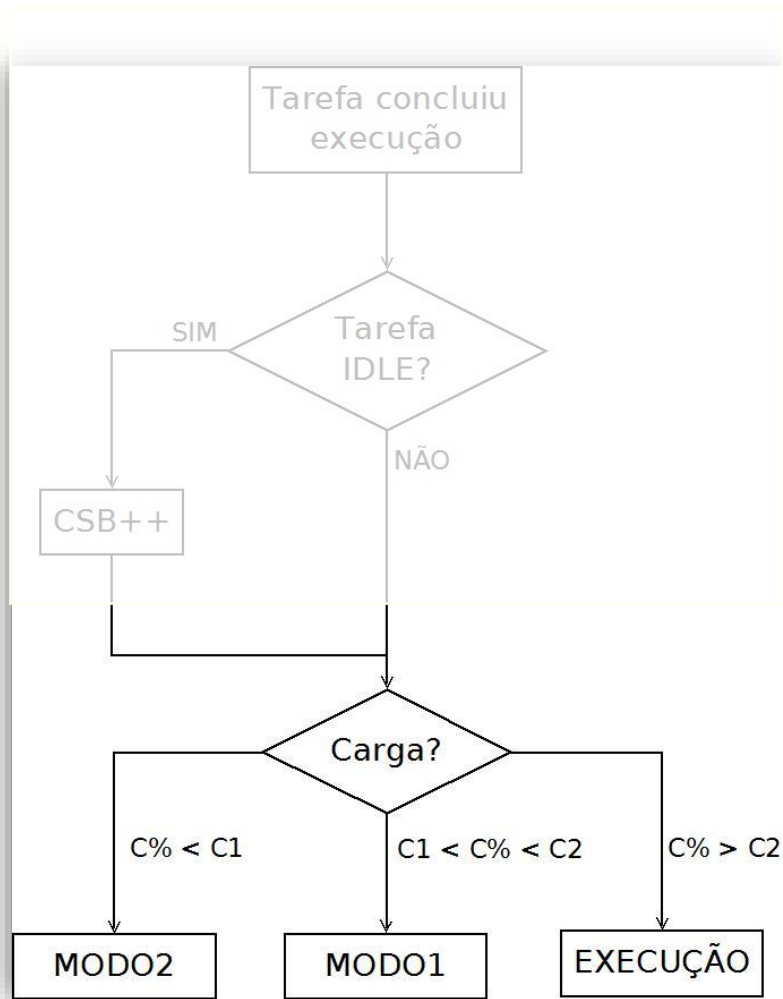 Tarefa concluiu
execução
SIM
Tarefa
IDLE?
NÃO
CSB++
Carga?
C% < C1
C1 < C% < C2
C% > C2
MODO2
MODO1
EXECUÇÃO